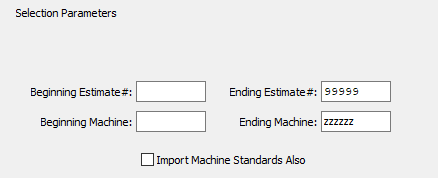 Selection Parameters
Beginning Estimate#: Ending Estimate#: 99999
Beginning Machine: Ending Machine: zzzzzz
Import Machine Standards Also